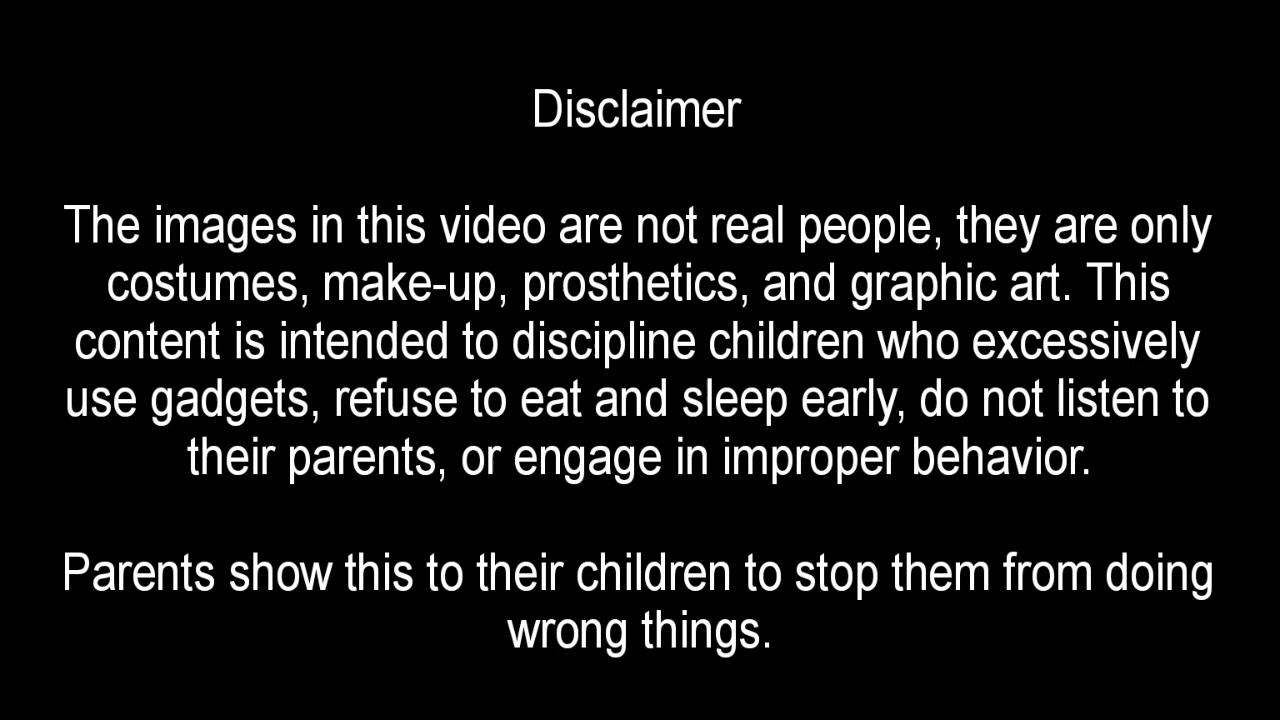 Disclaimer
The images in this video are not real people, they are only
costumes, make-up, prosthetics, and graphic art. This
content is intended to discipline children who excessively
use gadgets, refuse to eat and sleep early, do not listen to
their parents, or engage in improper behavior.
Parents show this to their children to stop them from doing
wrong things.